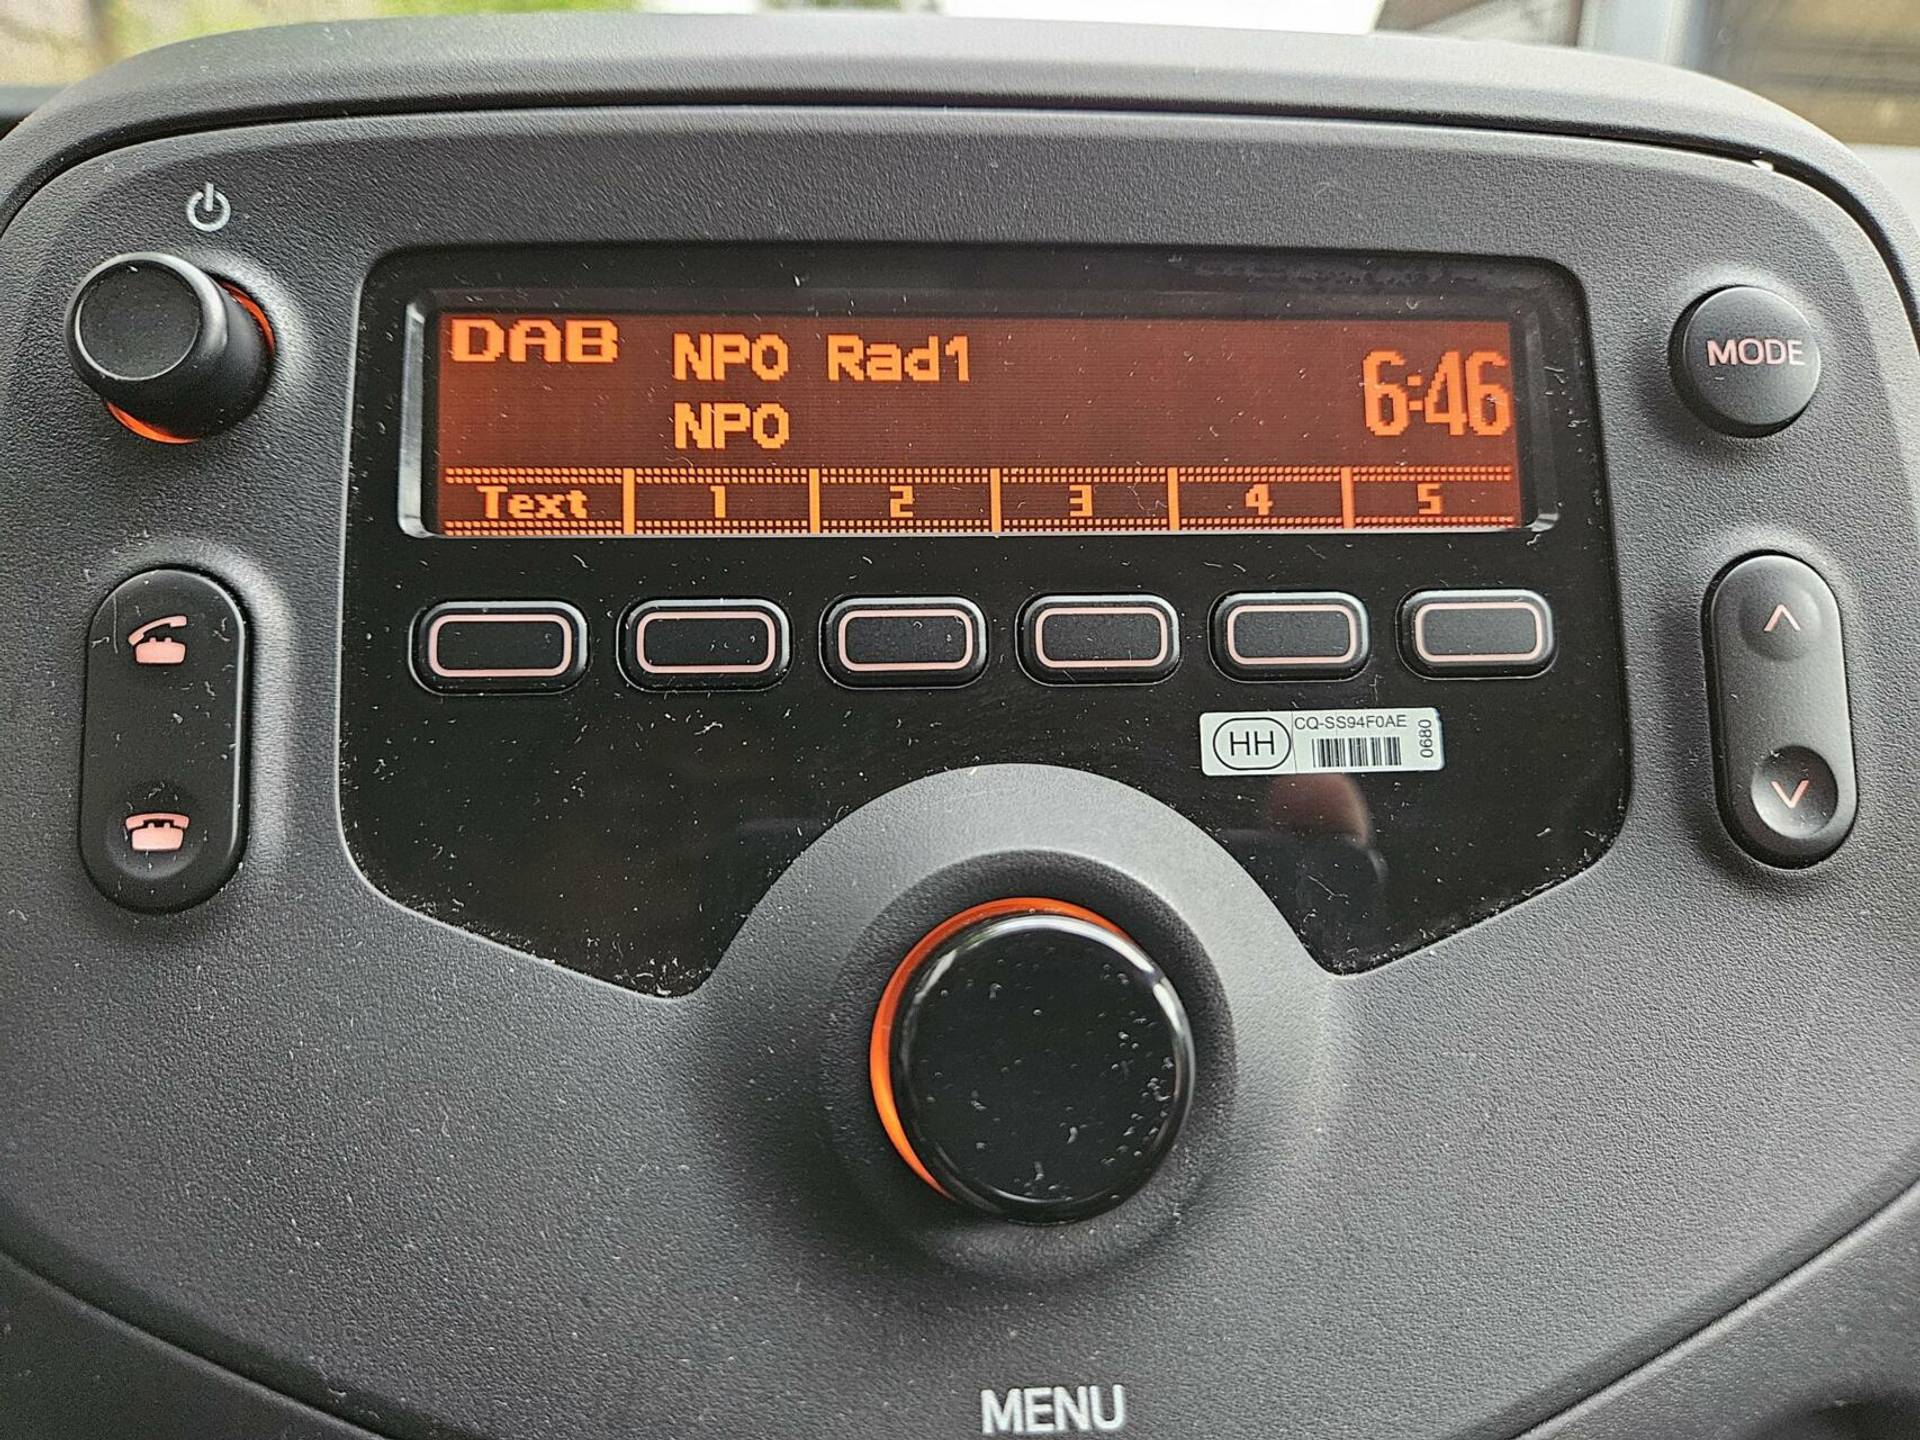 DAB NPO Rad1 6:46
NPO
Text 1 2 3 4 5
MODE
HH CQ-SS94F0AE 0680
MENU